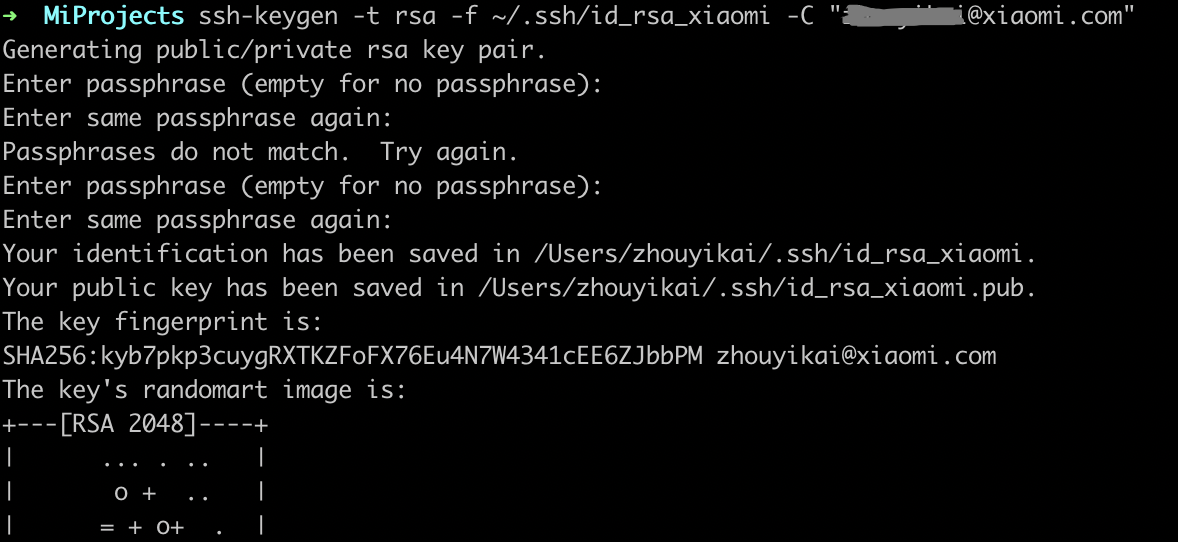 ➜  MiProjects ssh-keygen -t rsa -f ~/.ssh/id_rsa_xiaomi -C "@xiaomi.com"
Generating public/private rsa key pair.
Enter passphrase (empty for no passphrase):
Enter same passphrase again:
Passphrases do not match.  Try again.
Enter passphrase (empty for no passphrase):
Enter same passphrase again:
Your identification has been saved in /Users/zhouyikai/.ssh/id_rsa_xiaomi.
Your public key has been saved in /Users/zhouyikai/.ssh/id_rsa_xiaomi.pub.
The key fingerprint is:
SHA256:kyb7pkp3cuygRXTKZFoFX76Eu4N7W4341cEE6ZJbbPM zhouyikai@xiaomi.com
The key's randomart image is:
+---[RSA 2048]----+
|      ... . ..   |
|       o +  ..   |
|      = + o+  .  |